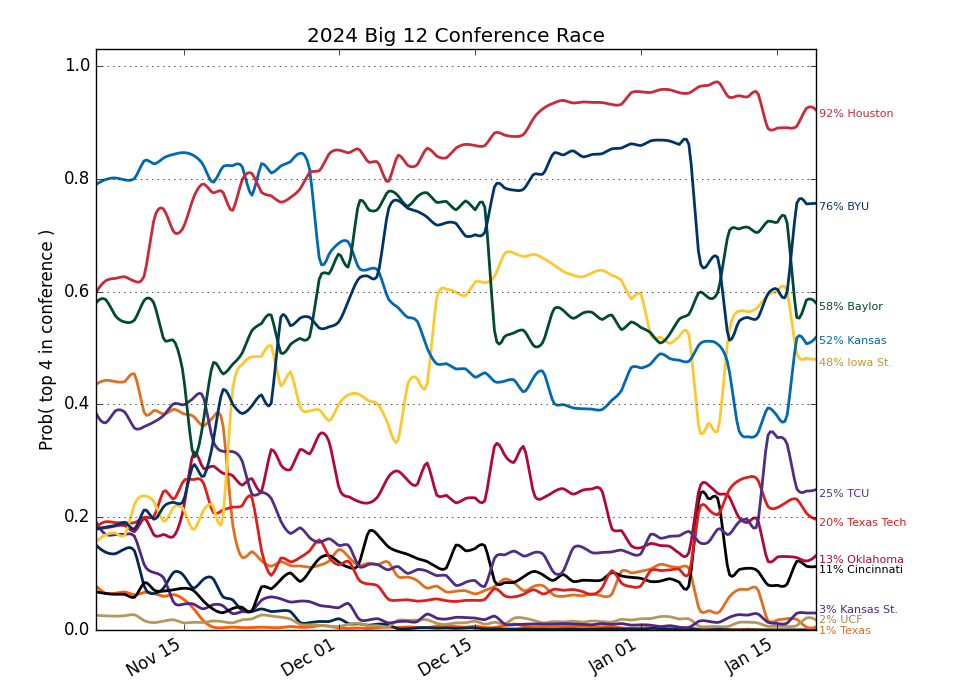 2024 Big 12 Conference Race
Prob( top 4 in conference )
1.0
0.8
0.6
0.4
0.2
0.0
Nov 15
Dec 01
Dec 15
Jan 01
Jan 15
92% Houston
76% BYU
58% Baylor
52% Kansas
48% Iowa St.
25% TCU
20% Texas Tech
13% Oklahoma
11% Cincinnati
3% Kansas St.
2% UCF
1% Texas